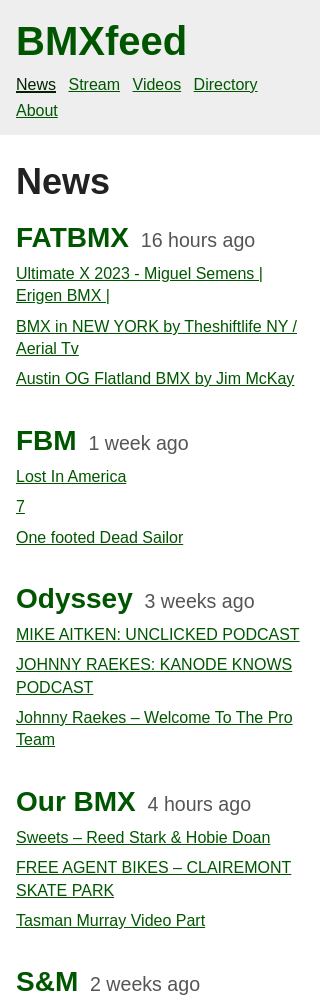 BMXfeed
News Stream Videos Directory
About
News
FATBMX 16 hours ago
Ultimate X 2023 - Miguel Semens |
Erigen BMX |
BMX in NEW YORK by Theshiftlife NY /
Aerial Tv
Austin OG Flatland BMX by Jim McKay
FBM 1 week ago
Lost In America
7
One footed Dead Sailor
Odyssey 3 weeks ago
MIKE AITKEN: UNCLICKED PODCAST
JOHNNY RAEKES: KANODE KNOWS
PODCAST
Johnny Raekes – Welcome To The Pro
Team
Our BMX 4 hours ago
Sweets – Reed Stark & Hobie Doan
FREE AGENT BIKES – CLAIREMONT
SKATE PARK
Tasman Murray Video Part
S&M 2 weeks ago